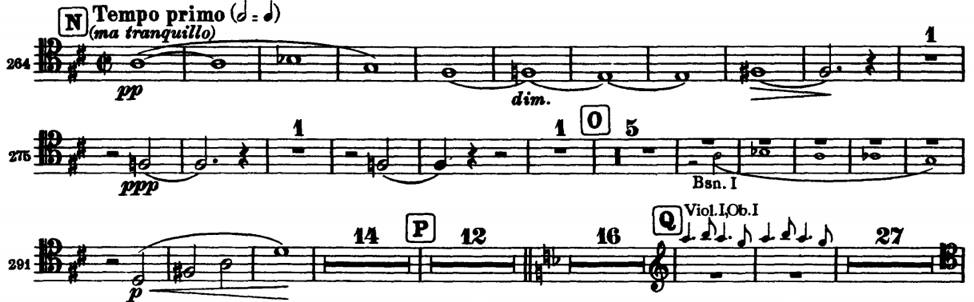 N Tempo primo (𝅗𝅥 = 𝅘𝅥)
(ma tranquillo)
1
264
pp
dim.
O
1 1 5
275
ppp
Bsn. I
P Q Viol.I,Ob.I
14 12 16 27
291
p